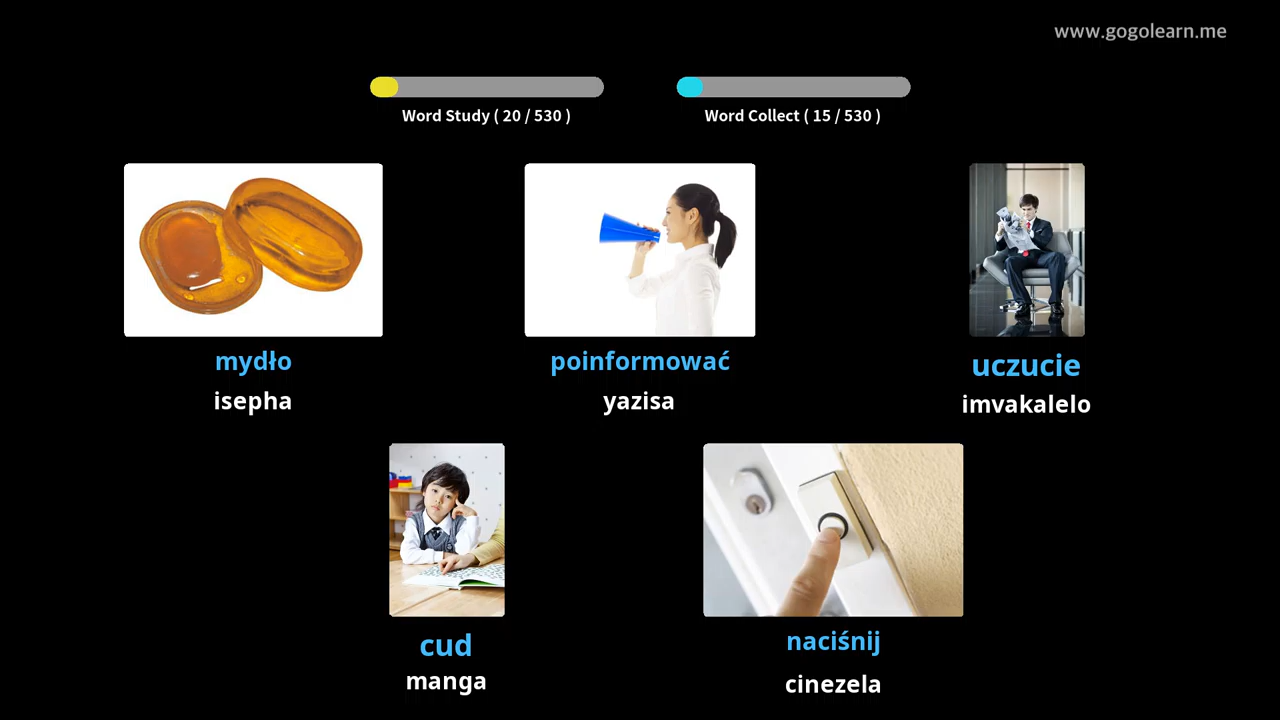 www.gogolearn.me
Word Study ( 20 / 530 )
Word Collect ( 15 / 530 )
mydło
isepha
poinformować
yazisa
uczucie
imvakalelo
cud
manga
naciśnij
cinezela